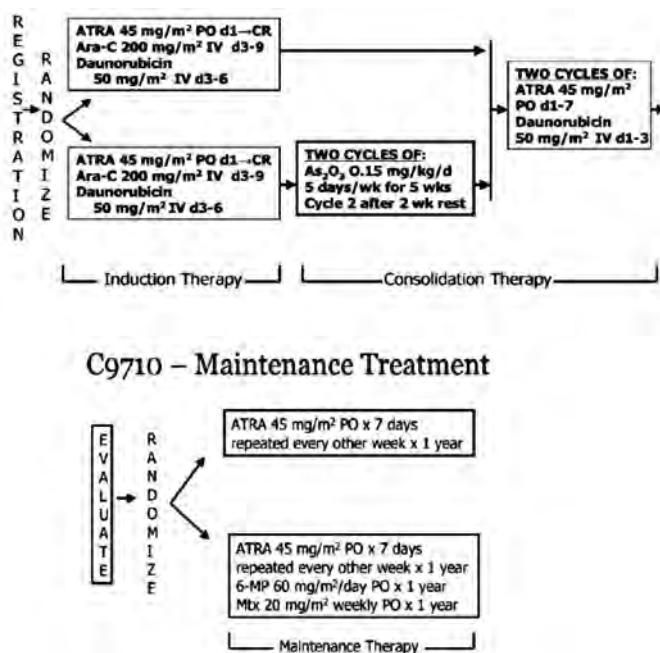 REGISTRATION
RANDOMIZE
ATRA 45 mg/m² PO d1→CR
Ara-C 200 mg/m² IV d3-9
Daunorubicin
50 mg/m² IV d3-6
ATRA 45 mg/m² PO d1→CR
Ara-C 200 mg/m² IV d3-9
Daunorubicin
50 mg/m² IV d3-6
TWO CYCLES OF:
As₂O₃ 0.15 mg/kg/d
5 days/wk for 5 wks
Cycle 2 after 2 wk rest
TWO CYCLES OF:
ATRA 45 mg/m²
PO d1-7
Daunorubicin
50 mg/m² IV d1-3
Induction Therapy
Consolidation Therapy
C9710 – Maintenance Treatment
EVALUATE
RANDOMIZE
ATRA 45 mg/m² PO x 7 days
repeated every other week x 1 year
ATRA 45 mg/m² PO x 7 days
repeated every other week x 1 year
6-MP 60 mg/m²/day PO x 1 year
Mtx 20 mg/m² weekly PO x 1 year
Maintenance Therapy